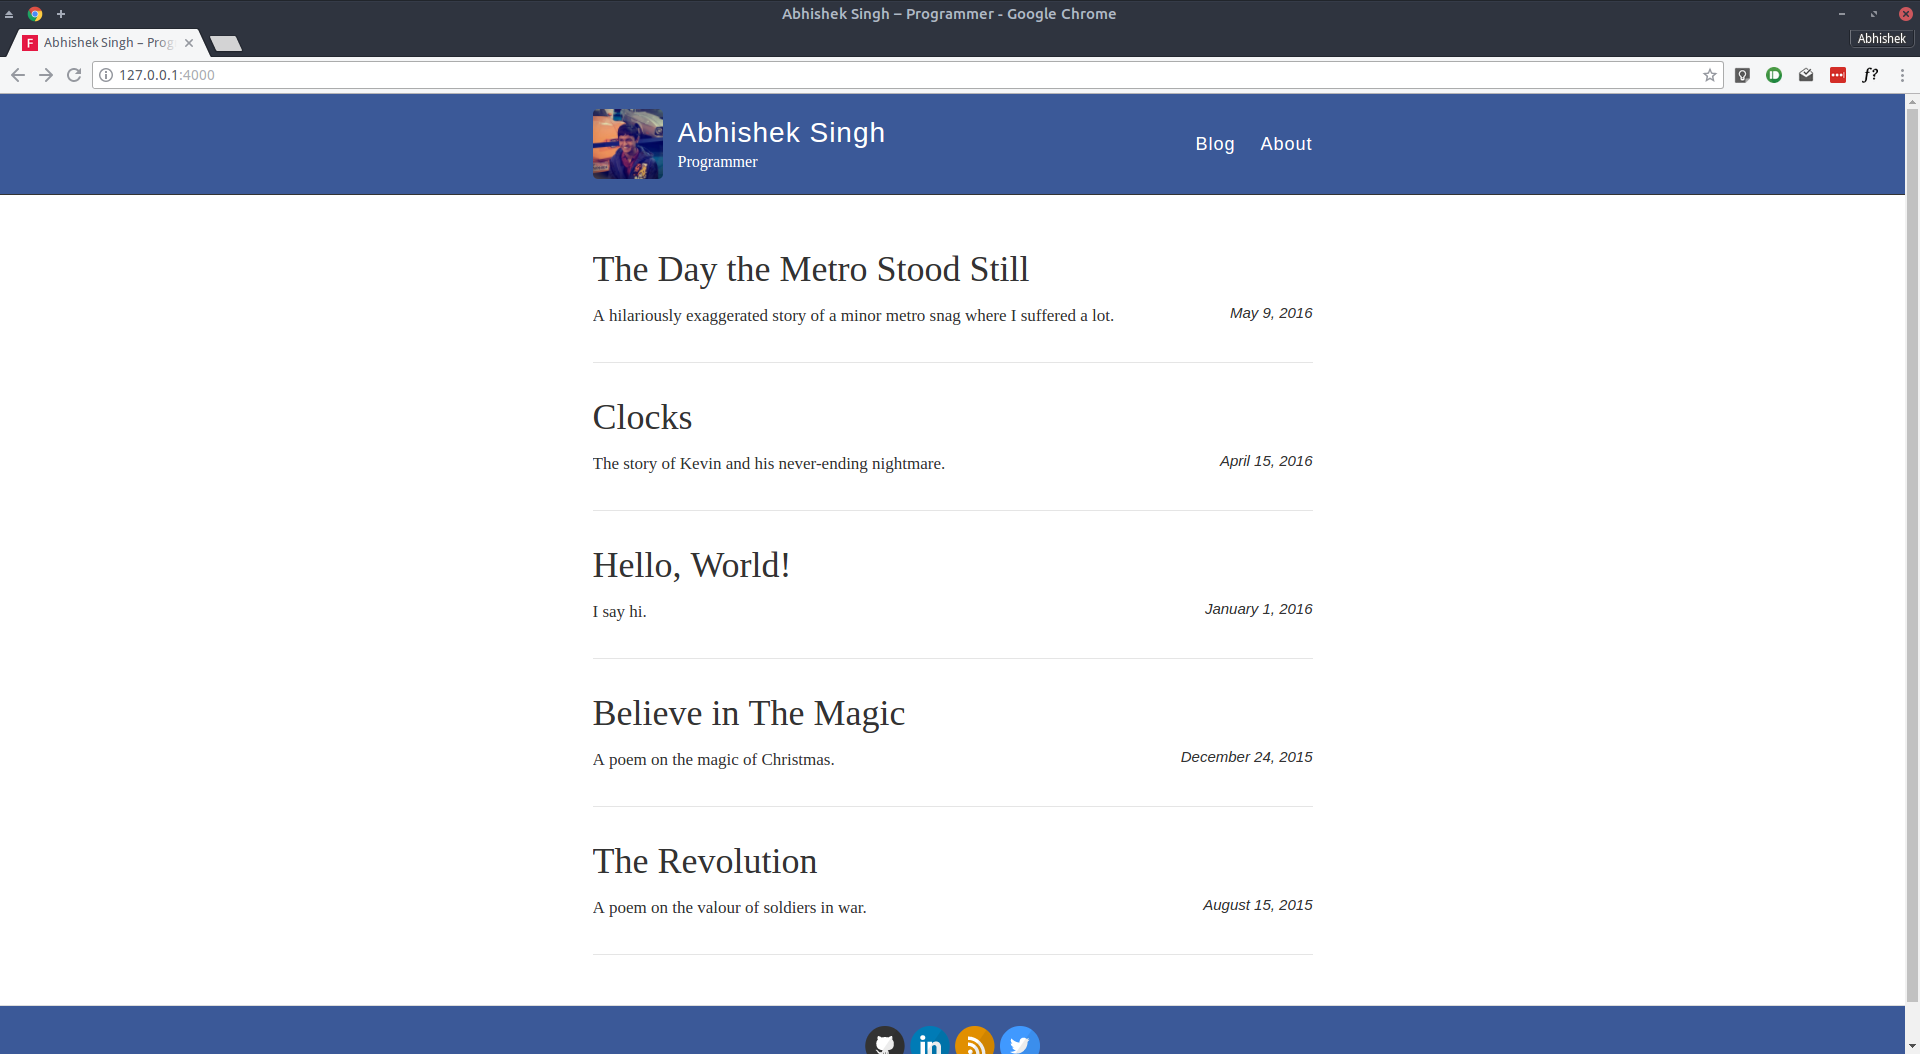 Abhishek Singh – Programmer - Google Chrome
F Abhishek Singh – Prog
Abhishek
127.0.0.1:4000
f?
Abhishek Singh
Programmer
Blog About
The Day the Metro Stood Still
A hilariously exaggerated story of a minor metro snag where I suffered a lot. May 9, 2016
Clocks
The story of Kevin and his never-ending nightmare. April 15, 2016
Hello, World!
I say hi. January 1, 2016
Believe in The Magic
A poem on the magic of Christmas. December 24, 2015
The Revolution
A poem on the valour of soldiers in war. August 15, 2015
in